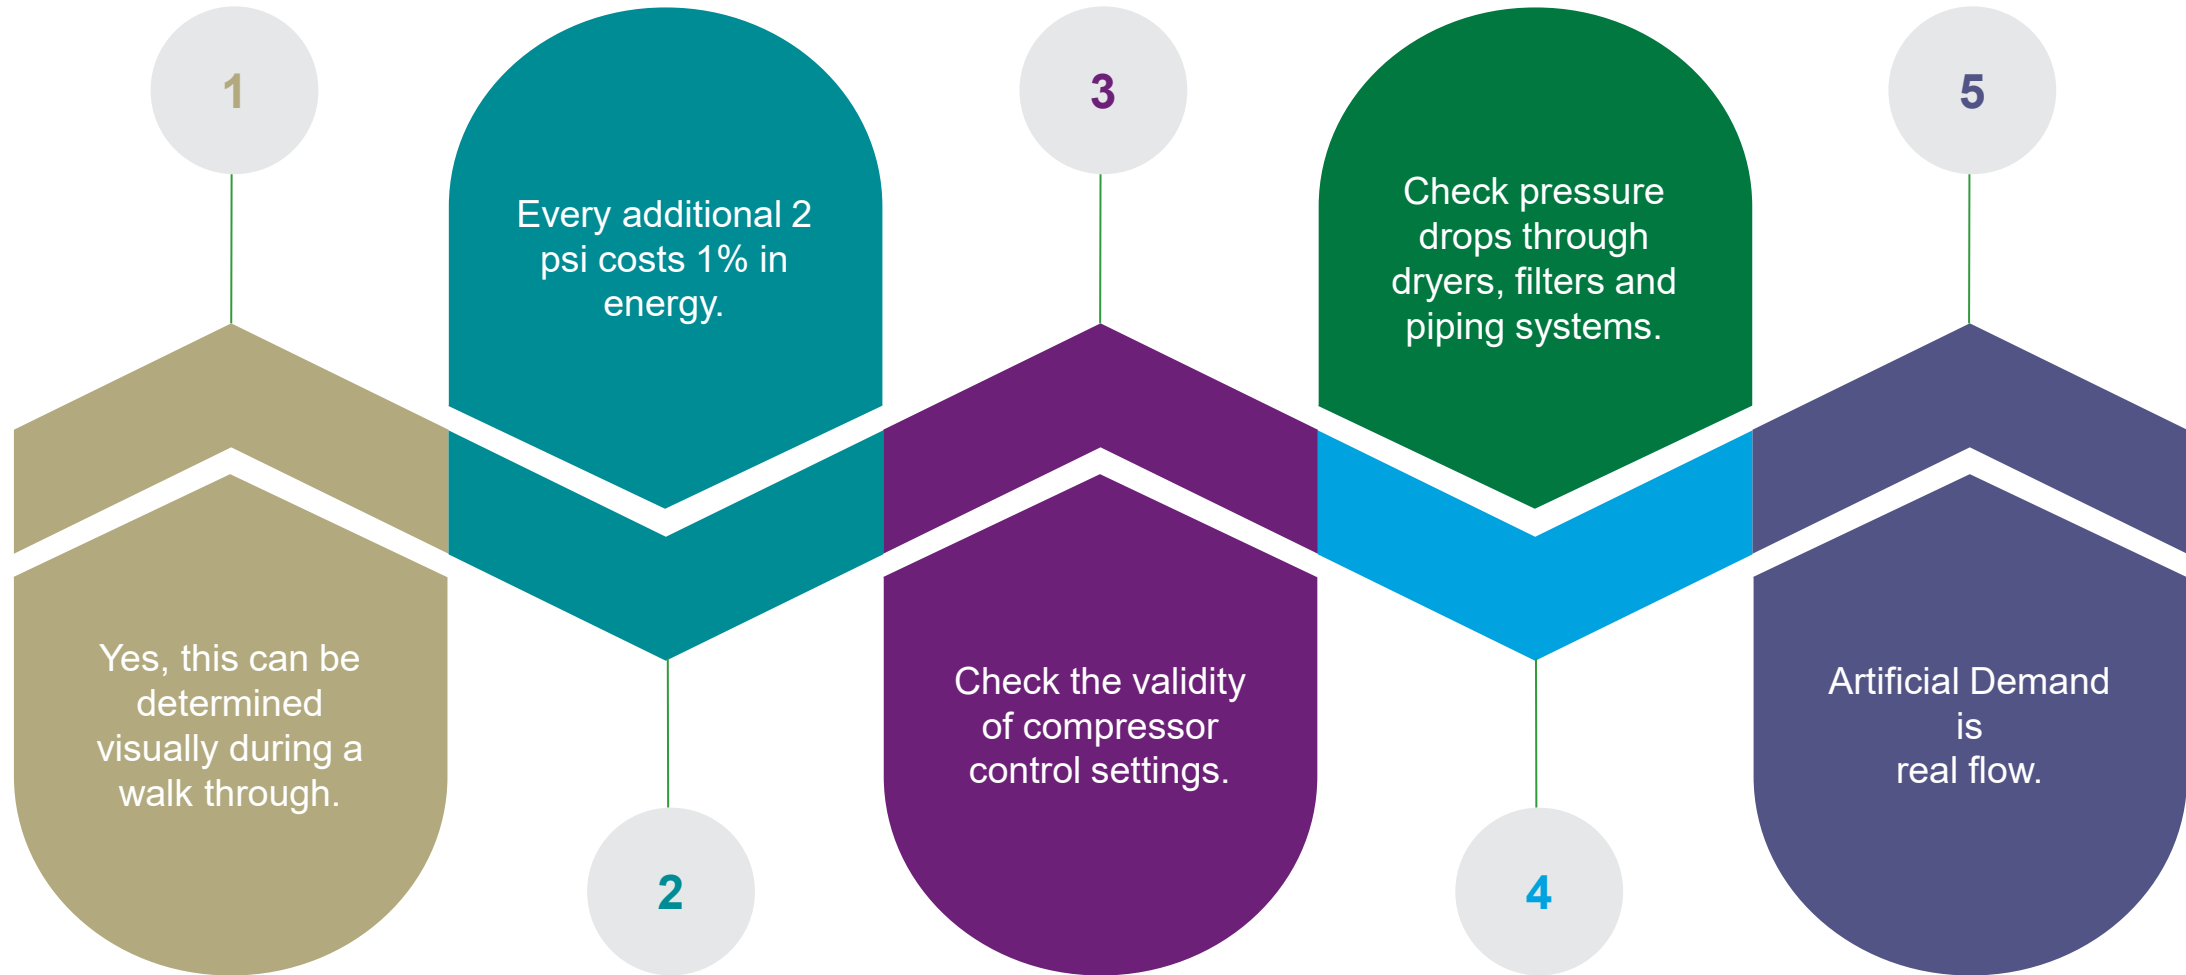 1
Yes, this can be
determined
visually during a
walk through.
Every additional 2
psi costs 1% in
energy.
2
3
Check the validity
of compressor
control settings.
Check pressure
drops through
dryers, filters and
piping systems.
4
5
Artificial Demand
is
real flow.